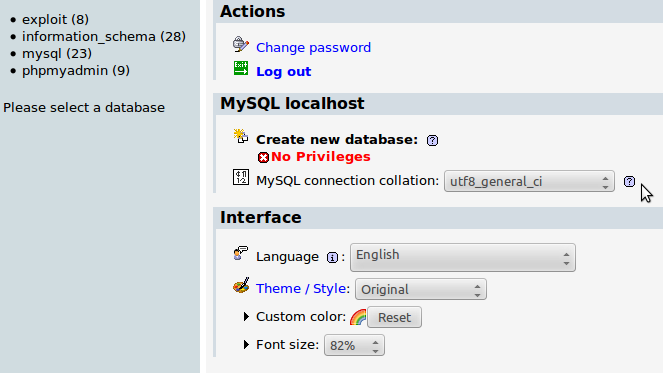 exploit (8)
information_schema (28)
mysql (23)
phpmyadmin (9)
Please select a database
Actions
Change password
Log out
MySQL localhost
Create new database:
No Privileges
MySQL connection collation: utf8_general_ci
Interface
Language : English
Theme / Style: Original
Custom color: Reset
Font size: 82%